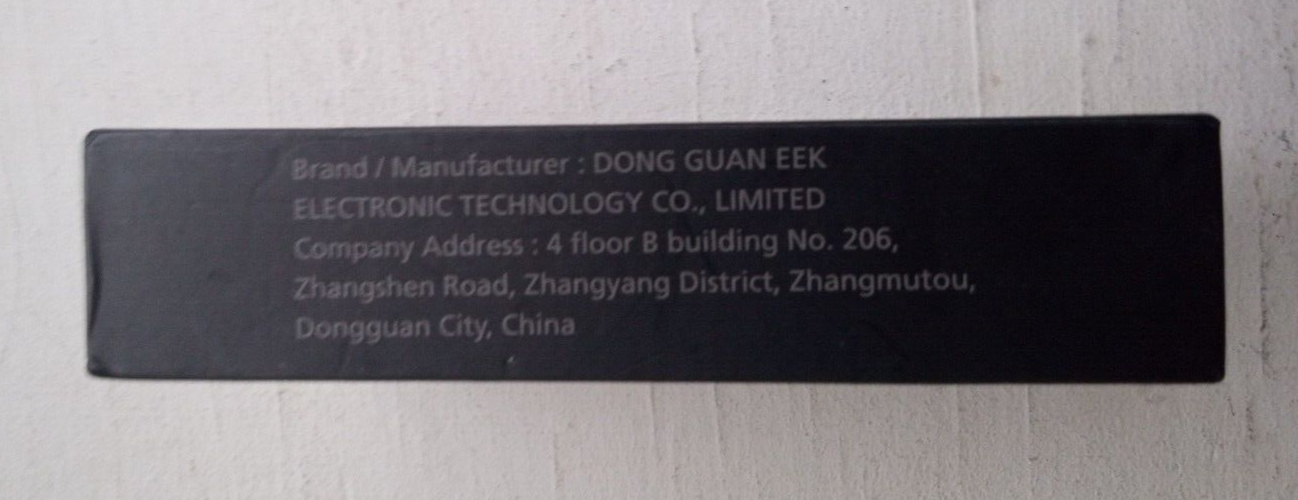 Brand / Manufacturer : DONG GUAN EEK
ELECTRONIC TECHNOLOGY CO., LIMITED
Company Address : 4 floor B building No. 206,
Zhangshen Road, Zhangyang District, Zhangmutou,
Dongguan City, China